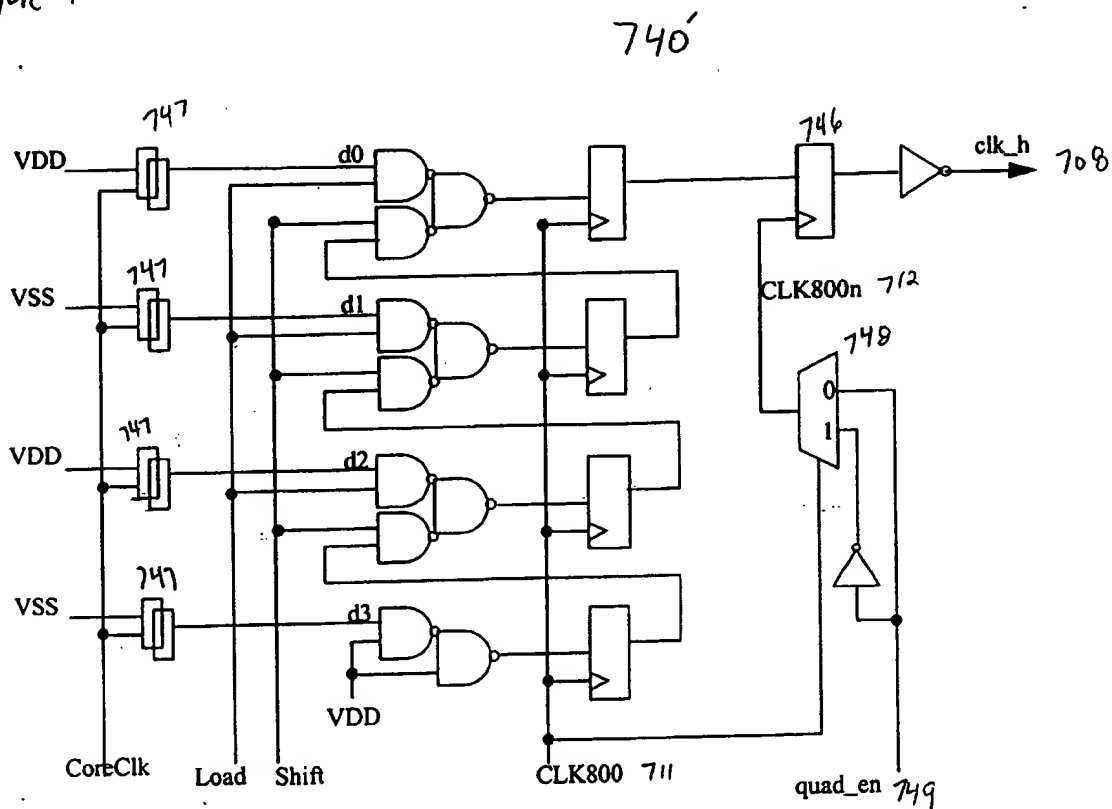 740'
747
VDD
d0
746
clk_h 708
747
VSS
d1
CLK800n 712
748
0
1
747
VDD
d2
747
VSS
d3
VDD
CoreClk Load Shift CLK800 711 quad_en 749